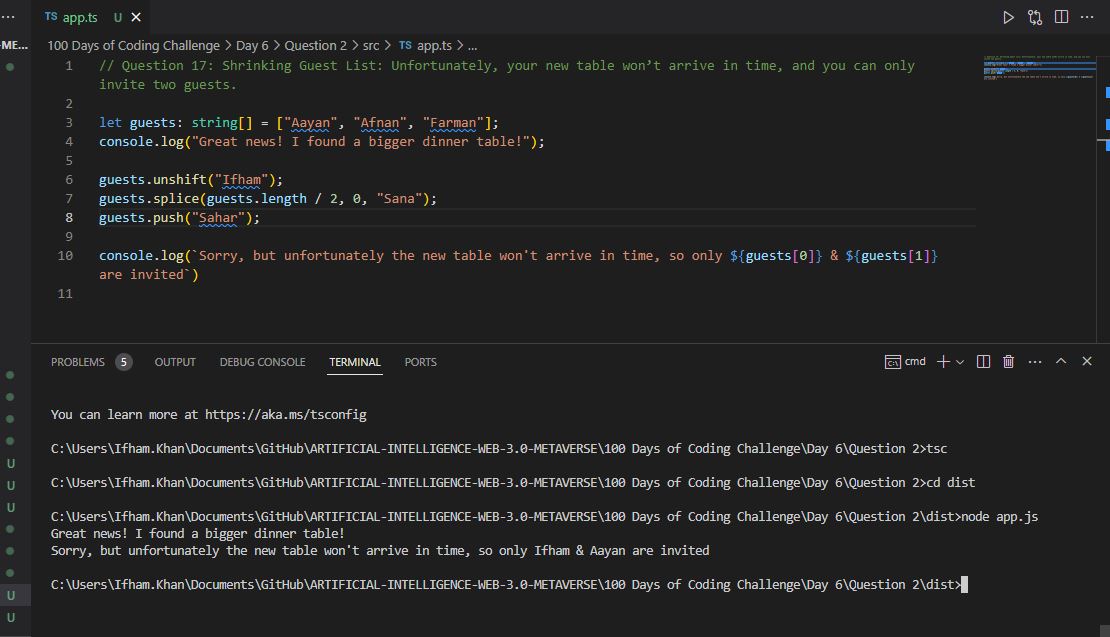 TS app.ts U
-ME...
100 Days of Coding Challenge > Day 6 > Question 2 > src > TS app.ts > ...
1 // Question 17: Shrinking Guest List: Unfortunately, your new table won’t arrive in time, and you can only
invite two guests.
2
3 let guests: string[] = ["Aayan", "Afnan", "Farman"];
4 console.log("Great news! I found a bigger dinner table!");
5
6 guests.unshift("Ifham");
7 guests.splice(guests.length / 2, 0, "Sana");
8 guests.push("Sahar");
9
10 console.log(`Sorry, but unfortunately the new table won't arrive in time, so only ${guests[0]} & ${guests[1]}
are invited`)
11
PROBLEMS 5 OUTPUT DEBUG CONSOLE TERMINAL PORTS cmd
You can learn more at https://aka.ms/tsconfig
C:\Users\Ifham.Khan\Documents\GitHub\ARTIFICIAL-INTELLIGENCE-WEB-3.0-METAVERSE\100 Days of Coding Challenge\Day 6\Question 2>tsc
C:\Users\Ifham.Khan\Documents\GitHub\ARTIFICIAL-INTELLIGENCE-WEB-3.0-METAVERSE\100 Days of Coding Challenge\Day 6\Question 2>cd dist
U
U
C:\Users\Ifham.Khan\Documents\GitHub\ARTIFICIAL-INTELLIGENCE-WEB-3.0-METAVERSE\100 Days of Coding Challenge\Day 6\Question 2\dist>node app.js
U
Great news! I found a bigger dinner table!
Sorry, but unfortunately the new table won't arrive in time, so only Ifham & Aayan are invited
C:\Users\Ifham.Khan\Documents\GitHub\ARTIFICIAL-INTELLIGENCE-WEB-3.0-METAVERSE\100 Days of Coding Challenge\Day 6\Question 2\dist>
U
U